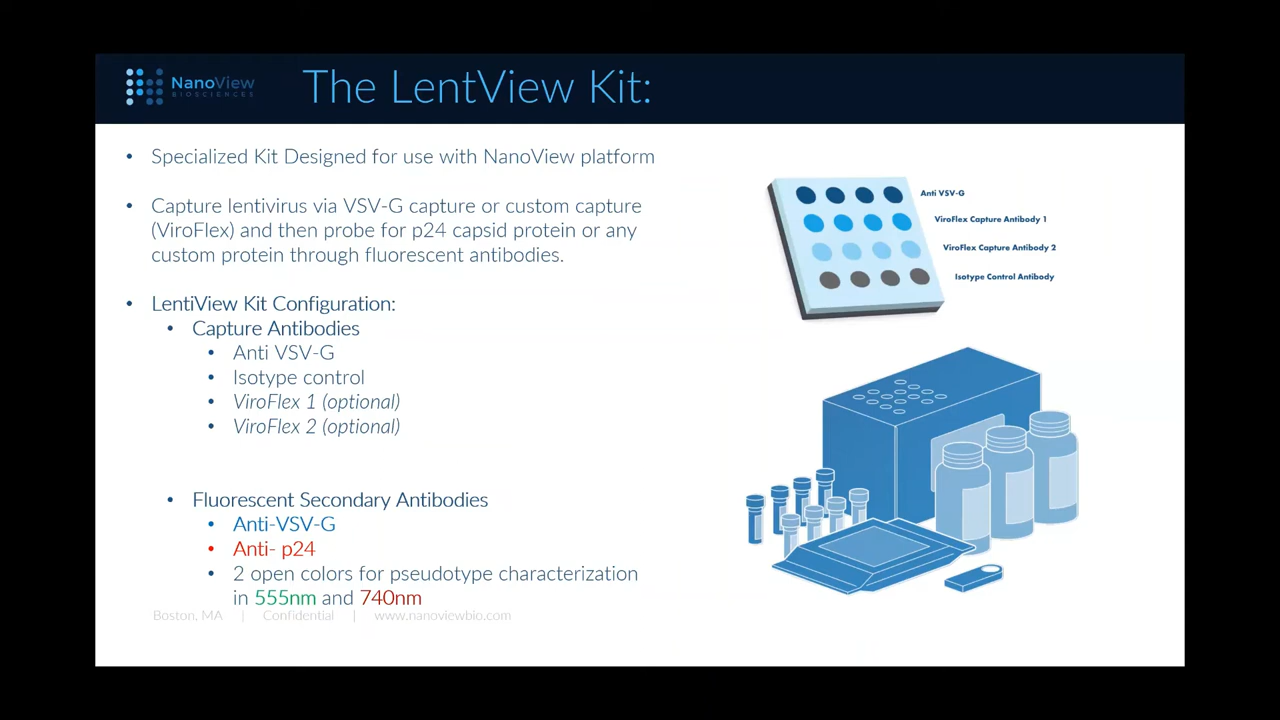 NanoView
BIOSCIENCES
The LentView Kit:
• Specialized Kit Designed for use with NanoView platform
• Capture lentivirus via VSV-G capture or custom capture
(ViroFlex) and then probe for p24 capsid protein or any
custom protein through fluorescent antibodies.
• LentiView Kit Configuration:
• Capture Antibodies
• Anti VSV-G
• Isotype control
• ViroFlex 1 (optional)
• ViroFlex 2 (optional)
• Fluorescent Secondary Antibodies
• Anti-VSV-G
• Anti- p24
• 2 open colors for pseudotype characterization
in 555nm and 740nm
Boston, MA | Confidential | www.nanoviewbio.com
Anti VSV-G
ViroFlex Capture Antibody 1
ViroFlex Capture Antibody 2
Isotype Control Antibody